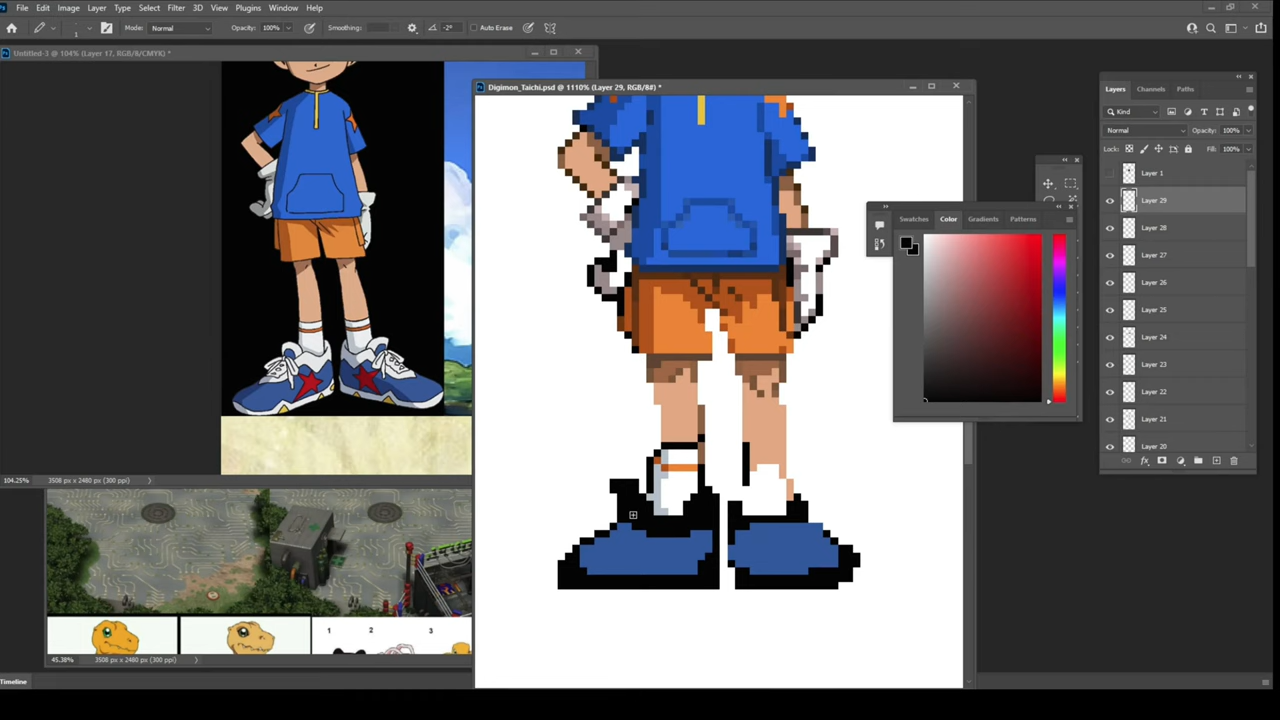 File Edit Image Layer Type Select Filter 3D View Plugins Window Help
Mode: Normal Opacity: 100% Smoothing: -2° Auto Erase
Untitled-3 @ 104% (Layer 17, RGB/8/CMYK) *
Digimon_Taichi.psd @ 1110% (Layer 29, RGB/8#) *
Layers Channels Paths
Kind
Normal Opacity: 100%
Lock: Fill: 100%
Layer 1
Layer 29
Layer 28
Layer 27
Layer 26
Layer 25
Layer 24
Layer 23
Layer 22
Layer 21
Layer 20
fx
Swatches Color Gradients Patterns
104.25% 3508 px x 2480 px (300 ppi)
1 2 3
45.38% 3508 px x 2480 px (300 ppi)
Timeline